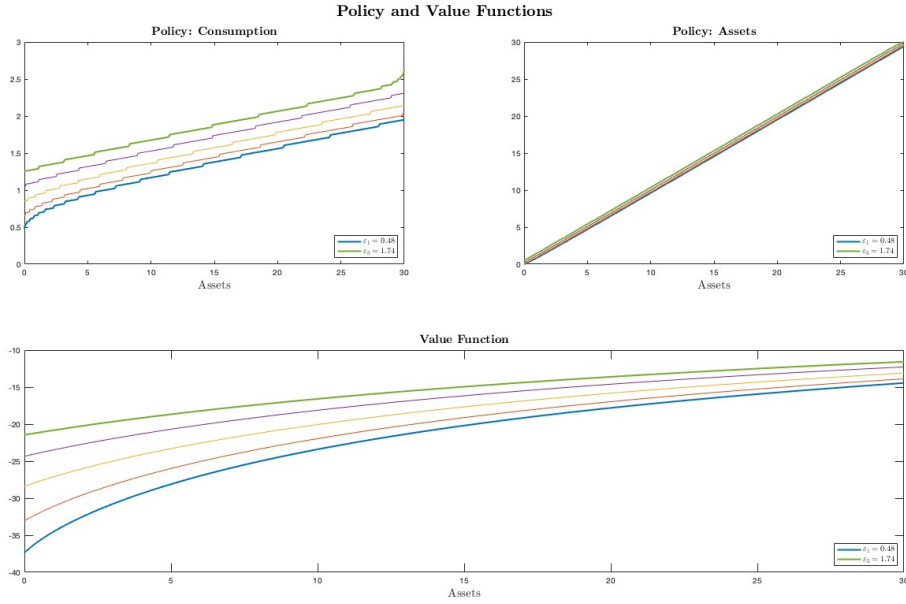 Policy and Value Functions
Policy: Consumption
3
2.5
2
1.5
1
0.5
0
0 5 10 15 20 25 30
Assets
ε₁ = 0.48
ε₅ = 1.74
Policy: Assets
30
25
20
15
10
5
0
0 5 10 15 20 25 30
Assets
ε₁ = 0.48
ε₅ = 1.74
Value Function
-10
-15
-20
-25
-30
-35
-40
0 5 10 15 20 25 30
Assets
ε₁ = 0.48
ε₅ = 1.74